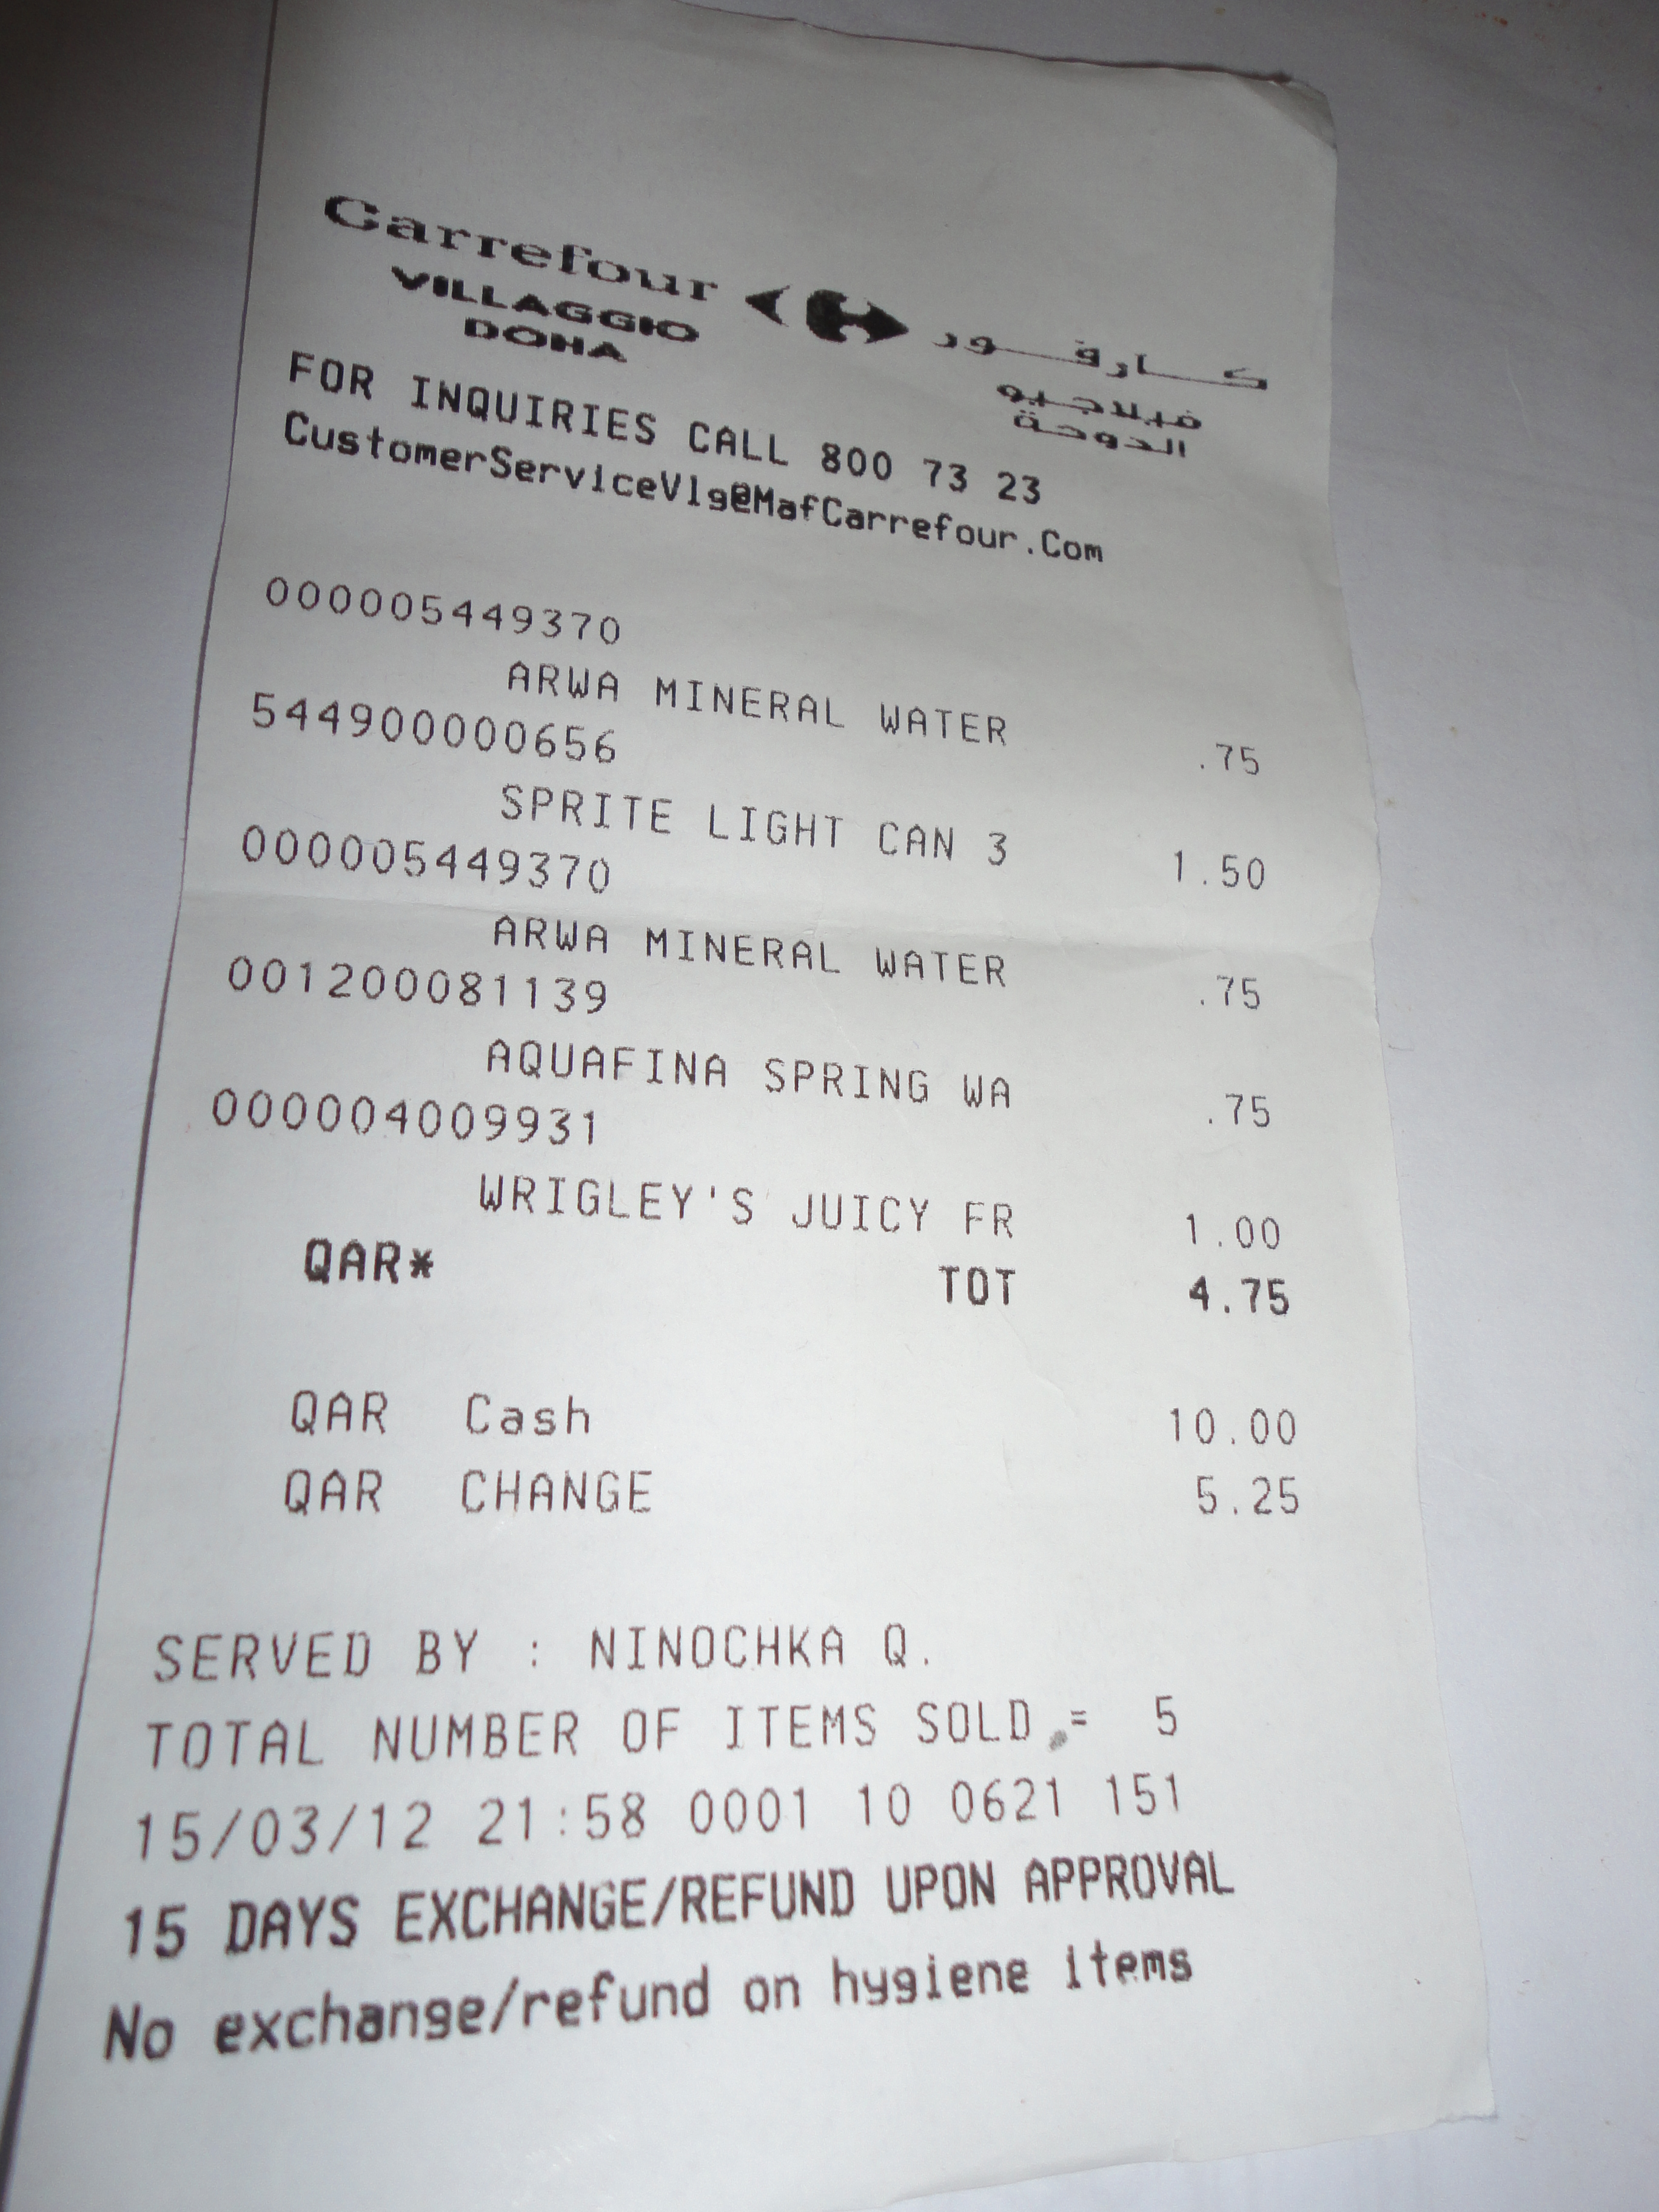 Carrefour كارفور
VILLAGGIO فيلاجيو
DOHA الدوحة
FOR INQUIRIES CALL 800 73 23
CustomerServiceVlg@MafCarrefour.Com
000005449370
ARWA MINERAL WATER .75
544900000656
SPRITE LIGHT CAN 3 1.50
000005449370
ARWA MINERAL WATER .75
001200081139
AQUAFINA SPRING WA .75
000004009931
WRIGLEY'S JUICY FR 1.00
QAR* TOT 4.75
QAR Cash 10.00
QAR CHANGE 5.25
SERVED BY : NINOCHKA Q.
TOTAL NUMBER OF ITEMS SOLD = 5
15/03/12 21:58 0001 10 0621 151
15 DAYS EXCHANGE/REFUND UPON APPROVAL
No exchange/refund on hygiene items